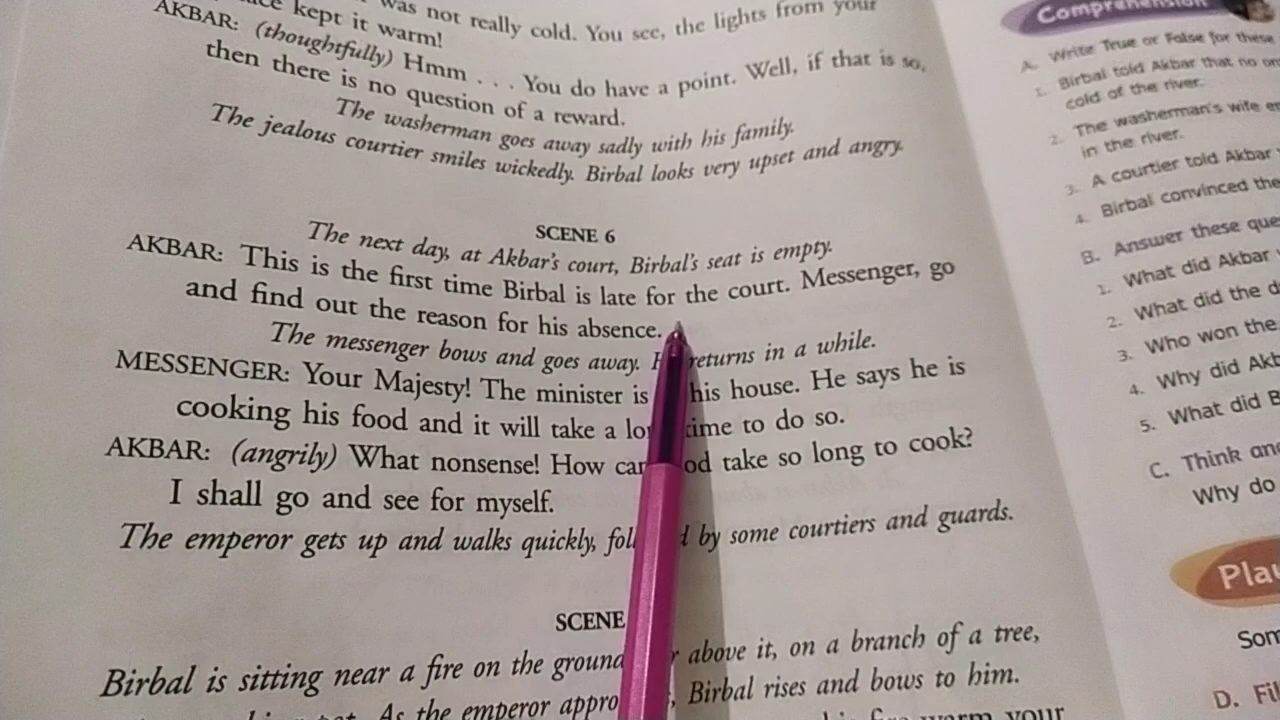 was not really cold. You see, the lights from your
kept it warm!
AKBAR: (thoughtfully) Hmm . . . You do have a point. Well, if that is so,
then there is no question of a reward.
The washerman goes away sadly with his family.
The jealous courtier smiles wickedly. Birbal looks very upset and angry.
SCENE 6
The next day, at Akbar's court, Birbal's seat is empty.
AKBAR: This is the first time Birbal is late for the court. Messenger, go
and find out the reason for his absence.
The messenger bows and goes away. returns in a while.
MESSENGER: Your Majesty! The minister is his house. He says he is
cooking his food and it will take a time to do so.
AKBAR: (angrily) What nonsense! How take so long to cook?
I shall go and see for myself.
The emperor gets up and walks quickly, by some courtiers and guards.
SCENE
Birbal is sitting near a fire on the ground above it, on a branch of a tree,
As the emperor Birbal rises and bows to him.
warm your
Comprehension
A. Write True or False for these
1. Birbal told Akbar that no
cold of the river.
2. The washerman's wife
in the river.
3. A courtier told Akbar
4. Birbal convinced the
B. Answer these
1. What did Akbar
2. What did the
3. Who won the
4. Why did
5. What did
C. Think
Why do
D.